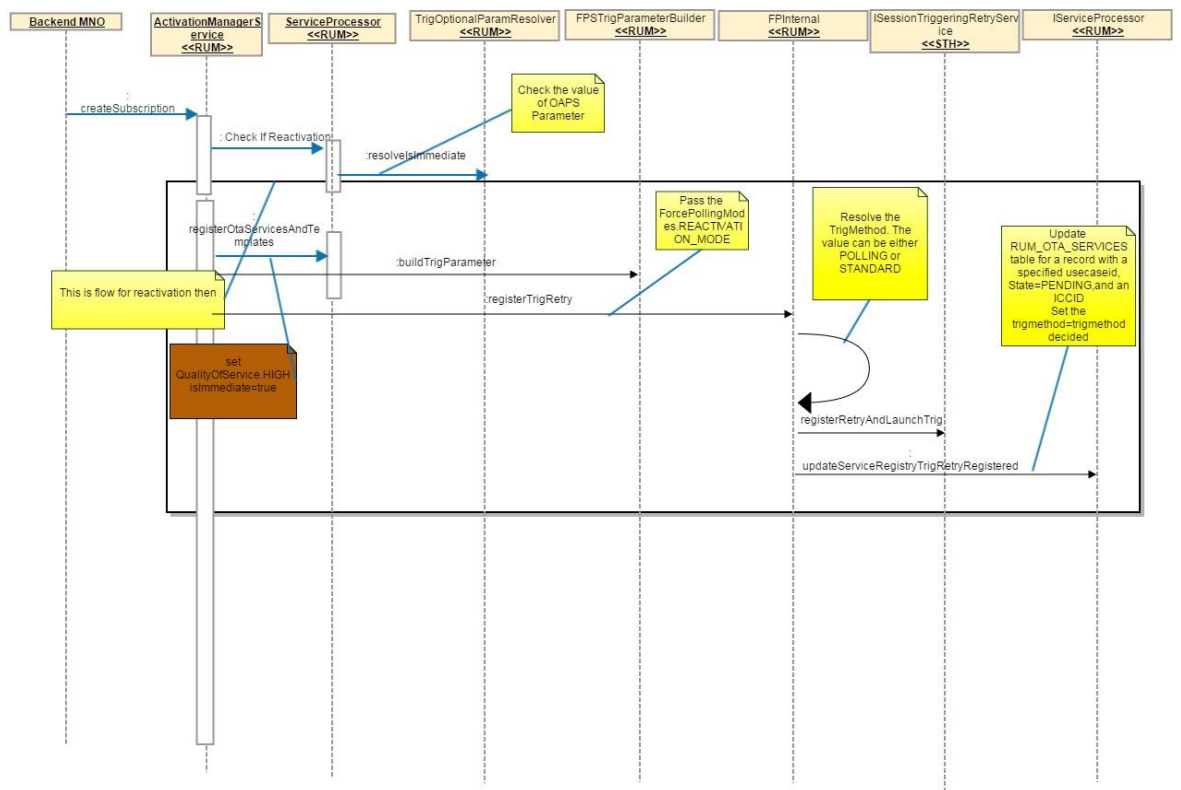 Backend MNO
ActivationManagerS
ervice
<<RUM>>
ServiceProcessor
<<RUM>>
TrigOptionalParamResolver
<<RUM>>
FPSTrigParameterBuilder
<<RUM>>
FPInternal
<<RUM>>
ISessionTriggeringRetryServ
ice
<<STH>>
IServiceProcessor
<<RUM>>
:
createSubscription
: Check If Reactivation
:resolveIsImmediate
Check the value
of OAPS
Parameter
:
registerOtaServicesAndTe
mplates
:buildTrigParameter
:registerTrigRetry
This is flow for reactivation then
set
QualityOfService.HIGH
isImmediate=true
Pass the
ForcePollingMod
es.REACTIVATI
ON_MODE
Resolve the
TrigMethod. The
value can be either
POLLING or
STANDARD
Update
RUM_OTA_SERVICES
table for a record with a
specified usecaseid,
State=PENDING,and an
ICCID
Set the
trigmethod=trigmethod
decided
registerRetryAndLaunchTrig
:
updateServiceRegistryTrigRetryRegistered